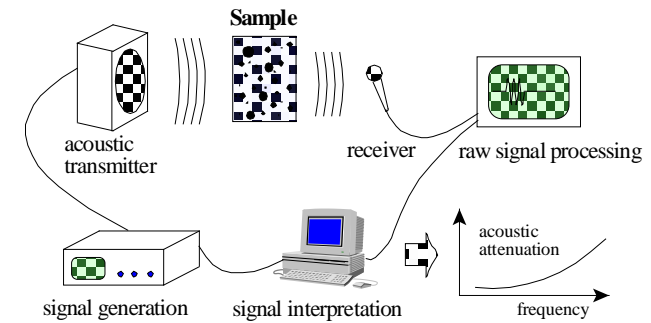 Sample
acoustic
transmitter
receiver
raw signal processing
signal generation
signal interpretation
acoustic
attenuation
frequency